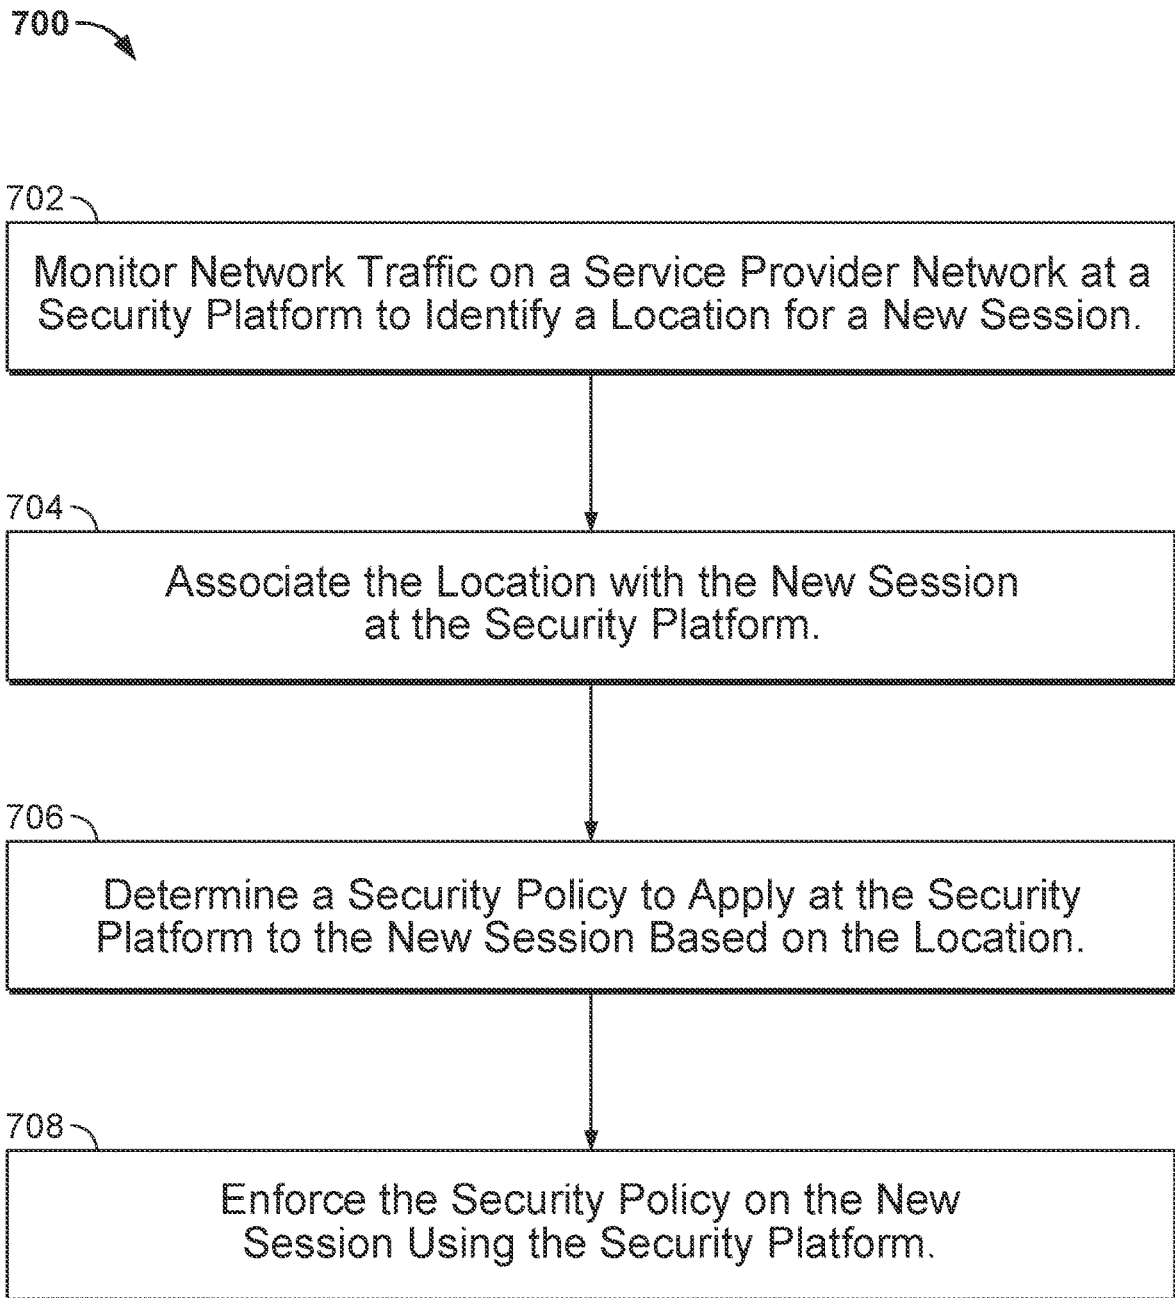 700
702
Monitor Network Traffic on a Service Provider Network at a
Security Platform to Identify a Location for a New Session.
704
Associate the Location with the New Session
at the Security Platform.
706
Determine a Security Policy to Apply at the Security
Platform to the New Session Based on the Location.
708
Enforce the Security Policy on the New
Session Using the Security Platform.